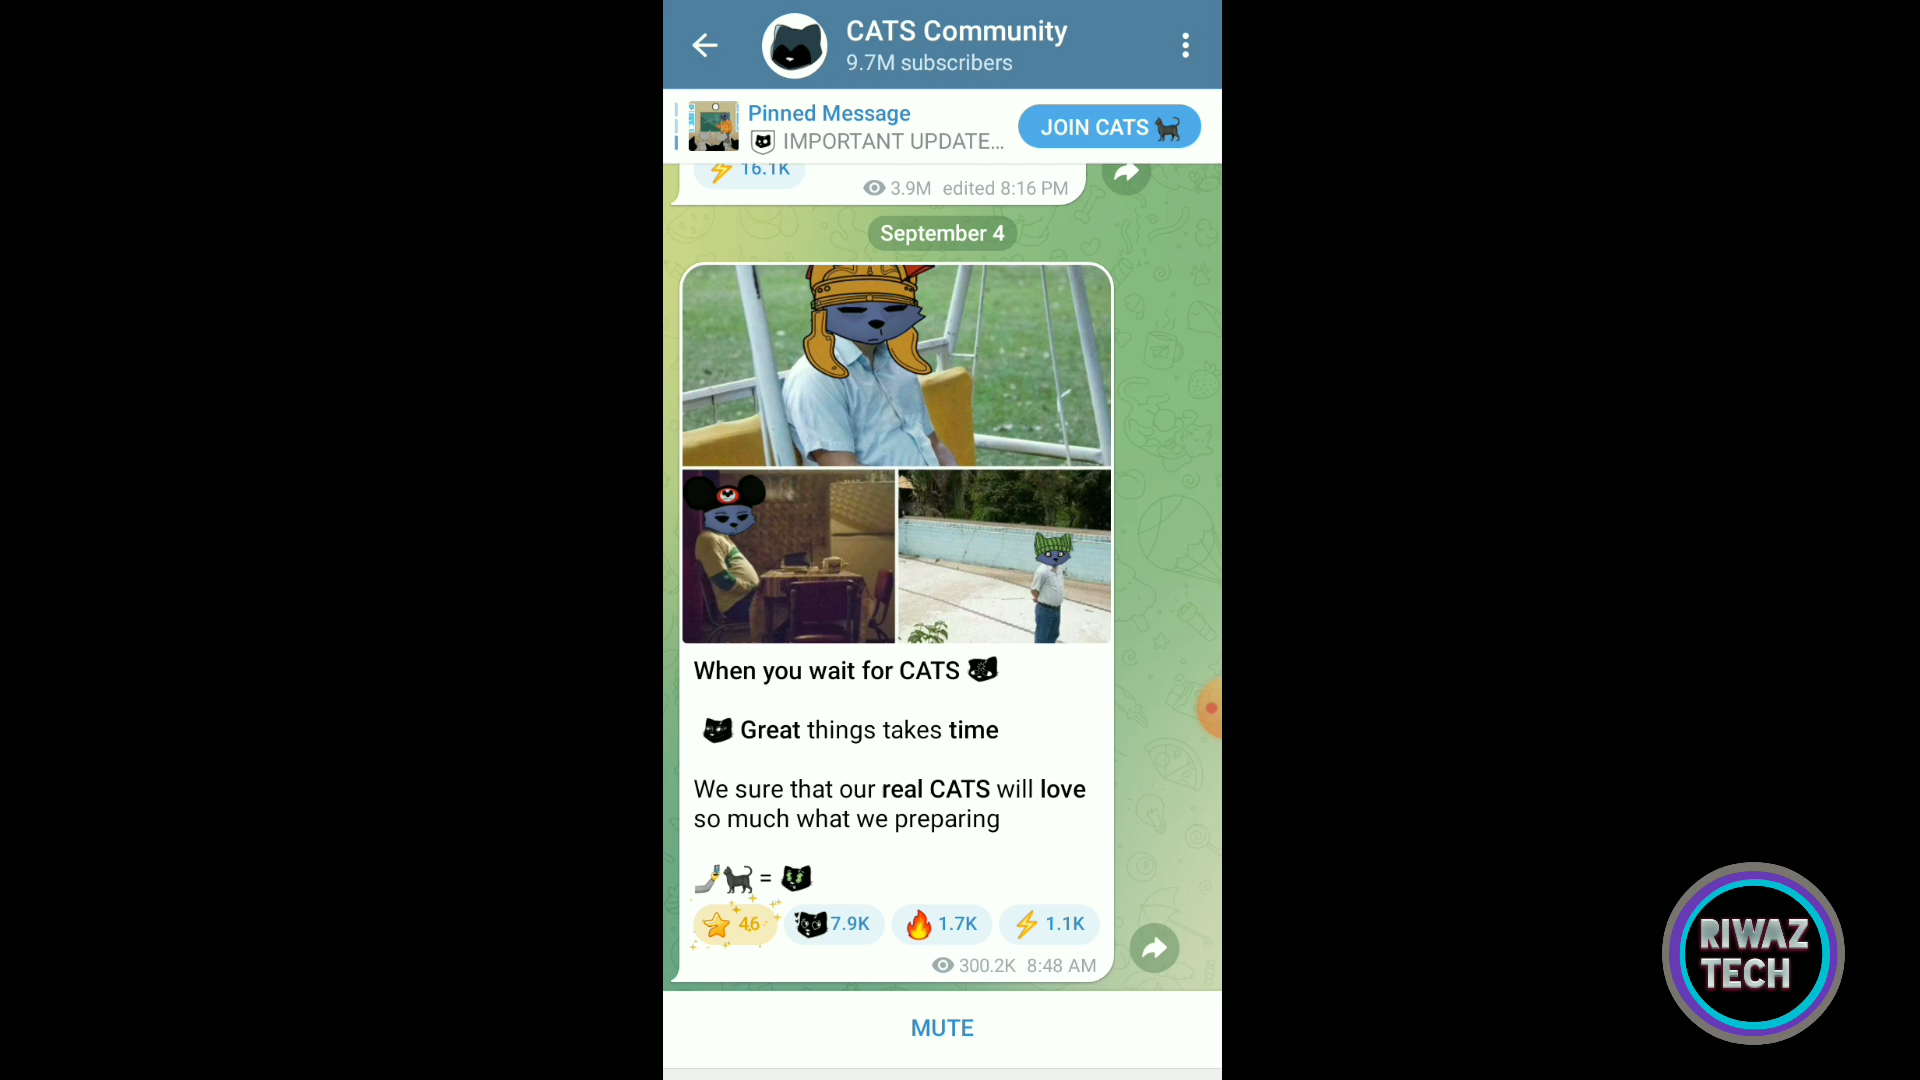 CATS Community
9.7M subscribers
Pinned Message
IMPORTANT UPDATE...
JOIN CATS
16.1K
3.9M edited 8:16 PM
September 4
When you wait for CATS
Great things takes time
We sure that our real CATS will love
so much what we preparing
=
46 7.9K 1.7K 1.1K
300.2K 8:48 AM
MUTE
RIWAZ
TECH